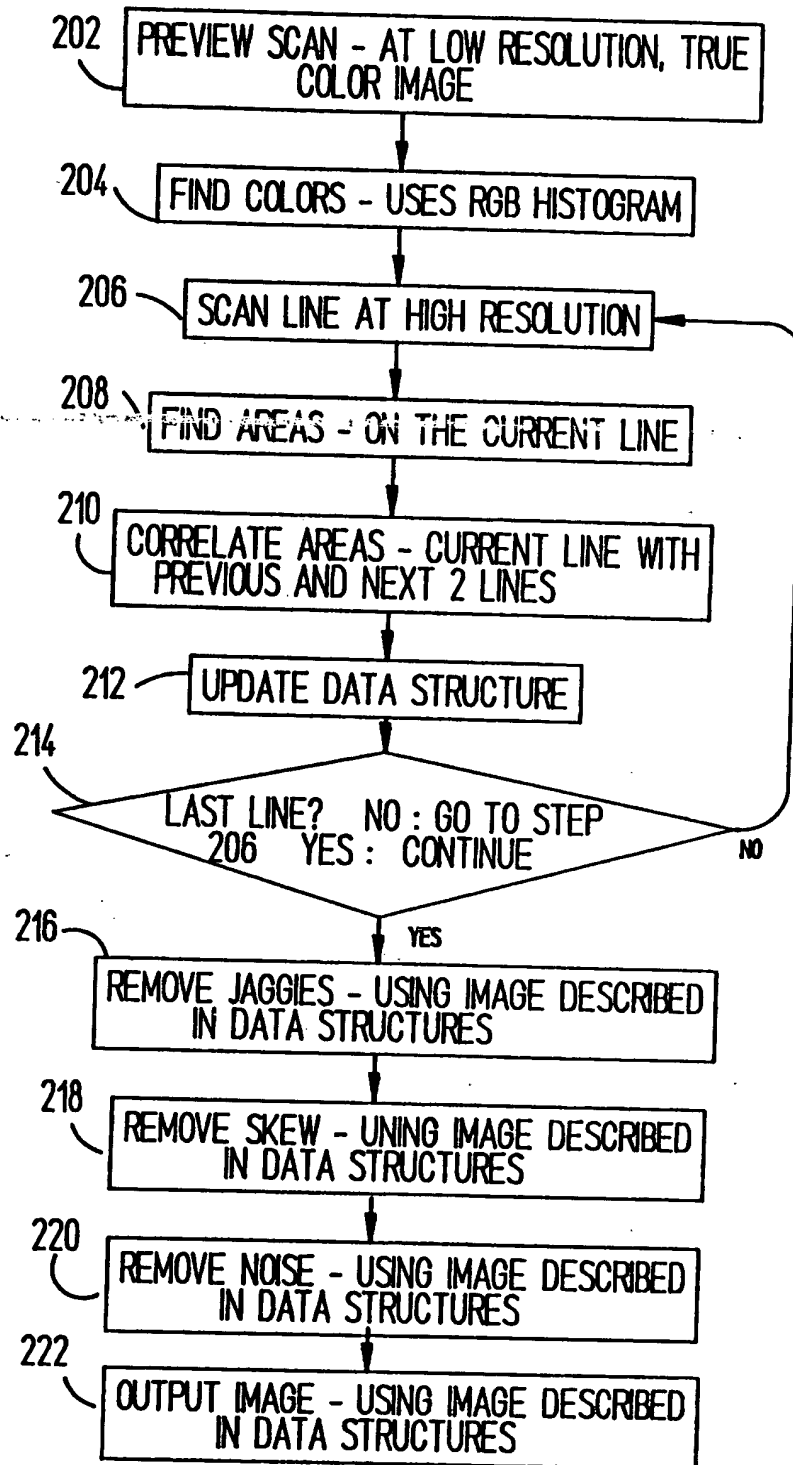 202
PREVIEW SCAN - AT LOW RESOLUTION, TRUE
COLOR IMAGE
204
FIND COLORS - USES RGB HISTOGRAM
206
SCAN LINE AT HIGH RESOLUTION
208
FIND AREAS - ON THE CURRENT LINE
210
CORRELATE AREAS - CURRENT LINE WITH
PREVIOUS AND NEXT 2 LINES
212
UPDATE DATA STRUCTURE
214
LAST LINE? NO : GO TO STEP
206 YES : CONTINUE
NO
YES
216
REMOVE JAGGIES - USING IMAGE DESCRIBED
IN DATA STRUCTURES
218
REMOVE SKEW - UNING IMAGE DESCRIBED
IN DATA STRUCTURES
220
REMOVE NOISE - USING IMAGE DESCRIBED
IN DATA STRUCTURES
222
OUTPUT IMAGE - USING IMAGE DESCRIBED
IN DATA STRUCTURES